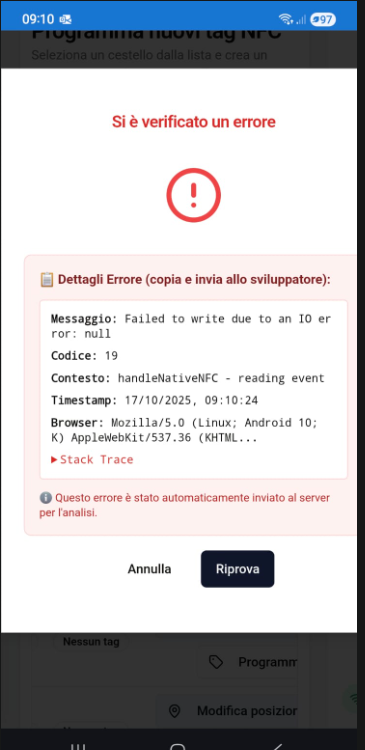 09:10
97
Programma nuovi tag NFC
Seleziona un cestello dalla lista e crea un
Si è verificato un errore
Dettagli Errore (copia e invia allo sviluppatore):
Messaggio: Failed to write due to an IO er
ror: null
Codice: 19
Contesto: handleNativeNFC - reading event
Timestamp: 17/10/2025, 09:10:24
Browser: Mozilla/5.0 (Linux; Android 10;
K) AppleWebKit/537.36 (KHTML...
Stack Trace
Questo errore è stato automaticamente inviato al server
per l'analisi.
Annulla
Riprova
Nessun tag
Programm
Modifica posizior